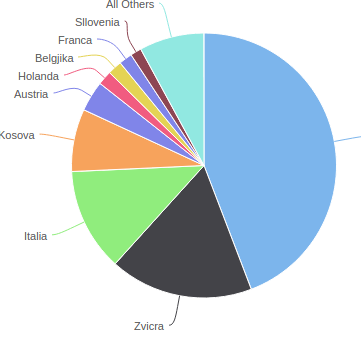 All Others
Sllovenia
Franca
Belgjika
Holanda
Austria
Kosova
Italia
Zvicra